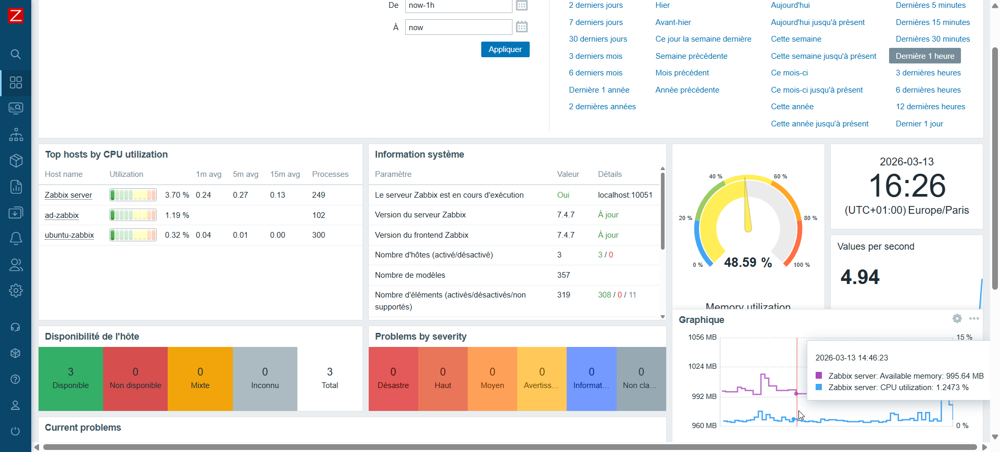 Z
De now-1h
À now
Appliquer
2 derniers jours Hier Aujourd'hui Dernières 5 minutes
7 derniers jours Avant-hier Aujourd'hui jusqu'à présent Dernières 15 minutes
30 derniers jours Ce jour la semaine dernière Cette semaine Dernières 30 minutes
3 derniers mois Semaine précédente Cette semaine jusqu'à présent Dernière 1 heure
6 derniers mois Mois précédent Ce mois-ci 3 dernières heures
Dernière 1 année Année précédente Ce mois-ci jusqu'à présent 6 dernières heures
2 dernières années Cette année 12 dernières heures
Cette année jusqu'à présent Dernier 1 jour
Top hosts by CPU utilization
Host name Utilization 1m avg 5m avg 15m avg Processes
Zabbix server 3.70 % 0.24 0.27 0.13 249
ad-zabbix 1.19 % 102
ubuntu-zabbix 0.32 % 0.04 0.01 0.00 300
Information système
Paramètre Valeur Détails
Le serveur Zabbix est en cours d'exécution Oui localhost:10051
Version du serveur Zabbix 7.4.7 À jour
Version du frontend Zabbix 7.4.7 À jour
Nombre d'hôtes (activé/désactivé) 3 3 / 0
Nombre de modèles 357
Nombre d'éléments (activés/désactivés/non 319 308 / 0 / 11
supportés)
40 % 60 %
20 % 80 %
0 % 48.59 % 100 %
Memory utilization
2026-03-13
16:26
(UTC+01:00) Europe/Paris
Values per second
4.94
Disponibilité de l'hôte
3 0 0 0 3
Disponible Non disponible Mixte Inconnu Total
Problems by severity
0 0 0 0 0 0
Désastre Haut Moyen Avertiss... Informat... Non cla...
Graphique
1056 MB 15 %
1024 MB
992 MB
960 MB 0 %
2026-03-13 14:46:23
Zabbix server: Available memory: 995.64 MB
Zabbix server: CPU utilization: 1.2473 %
Current problems